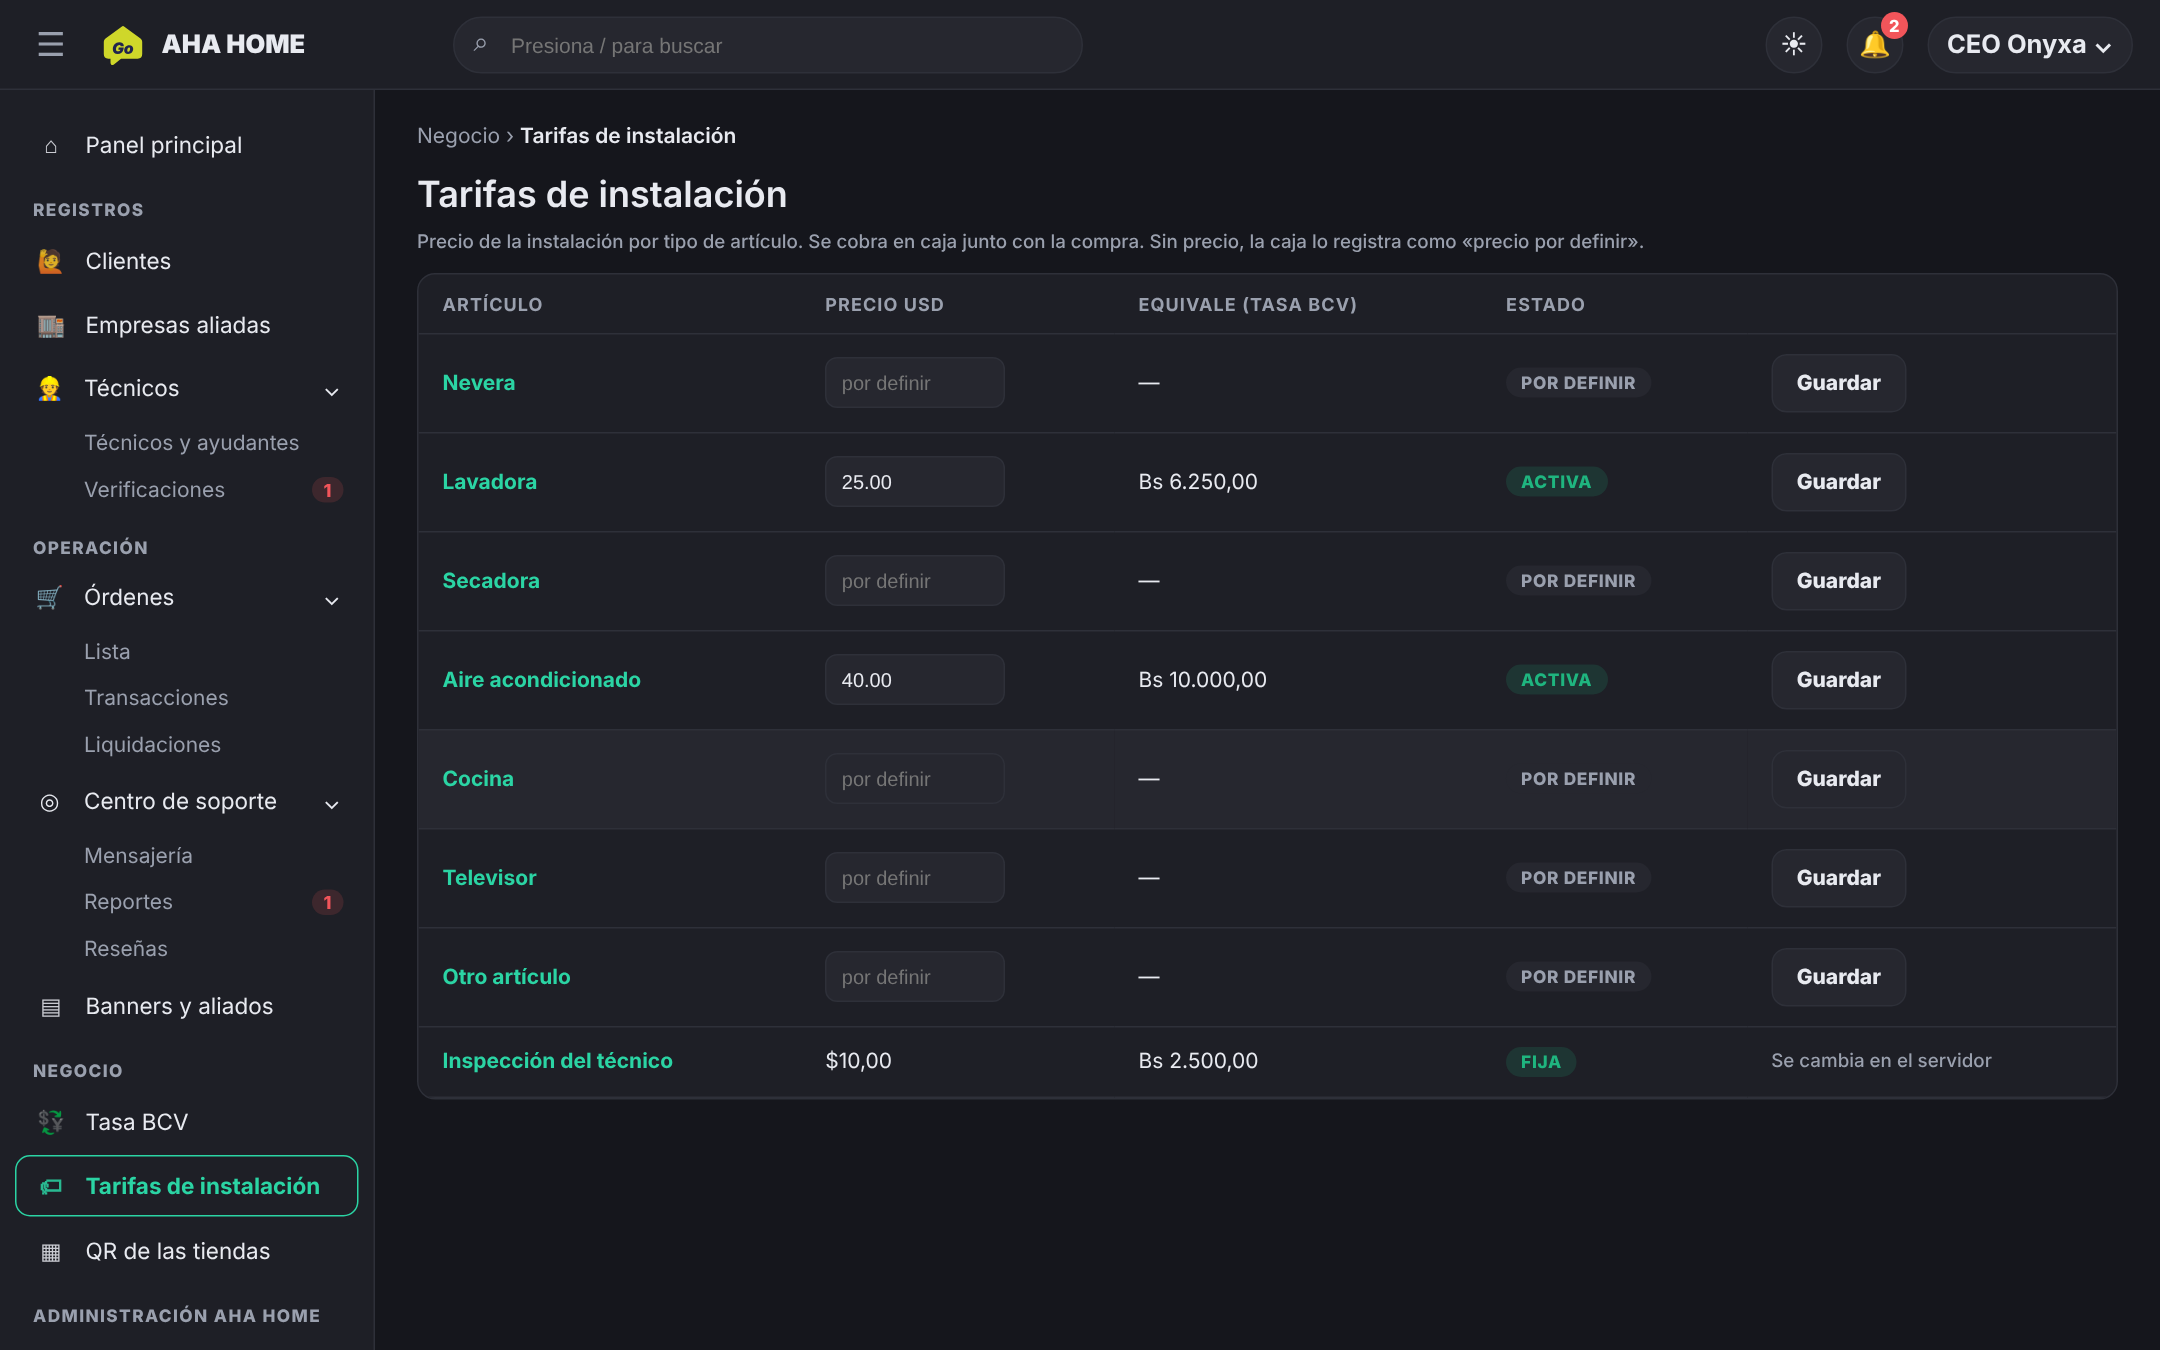 Go AHA HOME
Presiona / para buscar
2
CEO Onyxa
Panel principal
REGISTROS
Clientes
Empresas aliadas
Técnicos
Técnicos y ayudantes
Verificaciones 1
OPERACIÓN
Órdenes
Lista
Transacciones
Liquidaciones
Centro de soporte
Mensajería
Reportes 1
Reseñas
Banners y aliados
NEGOCIO
Tasa BCV
Tarifas de instalación
QR de las tiendas
ADMINISTRACIÓN AHA HOME
Negocio › Tarifas de instalación
Tarifas de instalación
Precio de la instalación por tipo de artículo. Se cobra en caja junto con la compra. Sin precio, la caja lo registra como «precio por definir».
ARTÍCULO PRECIO USD EQUIVALE (TASA BCV) ESTADO
Nevera por definir — POR DEFINIR Guardar
Lavadora 25.00 Bs 6.250,00 ACTIVA Guardar
Secadora por definir — POR DEFINIR Guardar
Aire acondicionado 40.00 Bs 10.000,00 ACTIVA Guardar
Cocina por definir — POR DEFINIR Guardar
Televisor por definir — POR DEFINIR Guardar
Otro artículo por definir — POR DEFINIR Guardar
Inspección del técnico $10,00 Bs 2.500,00 FIJA Se cambia en el servidor